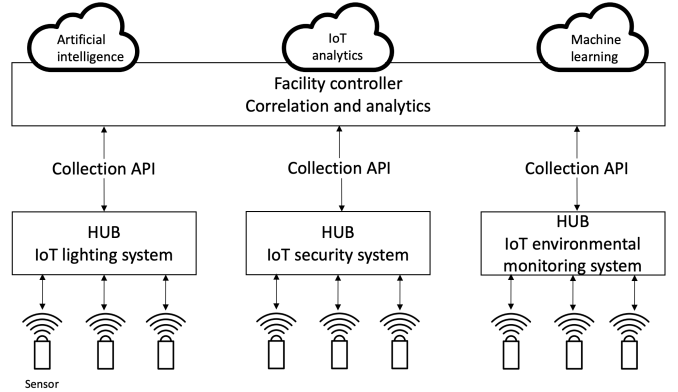 Artificial
intelligence
IoT
analytics
Machine
learning
Facility controller
Correlation and analytics
Collection API
Collection API
Collection API
HUB
IoT lighting system
HUB
IoT security system
HUB
IoT environmental
monitoring system
Sensor